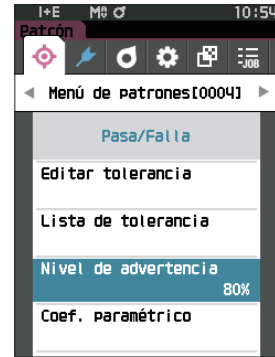 I+E M 10:54
Patrón
-JOB
Menú de patrones[0004]
Pasa/Falla
Editar tolerancia
Lista de tolerancia
Nivel de advertencia
80%
Coef. paramétrico